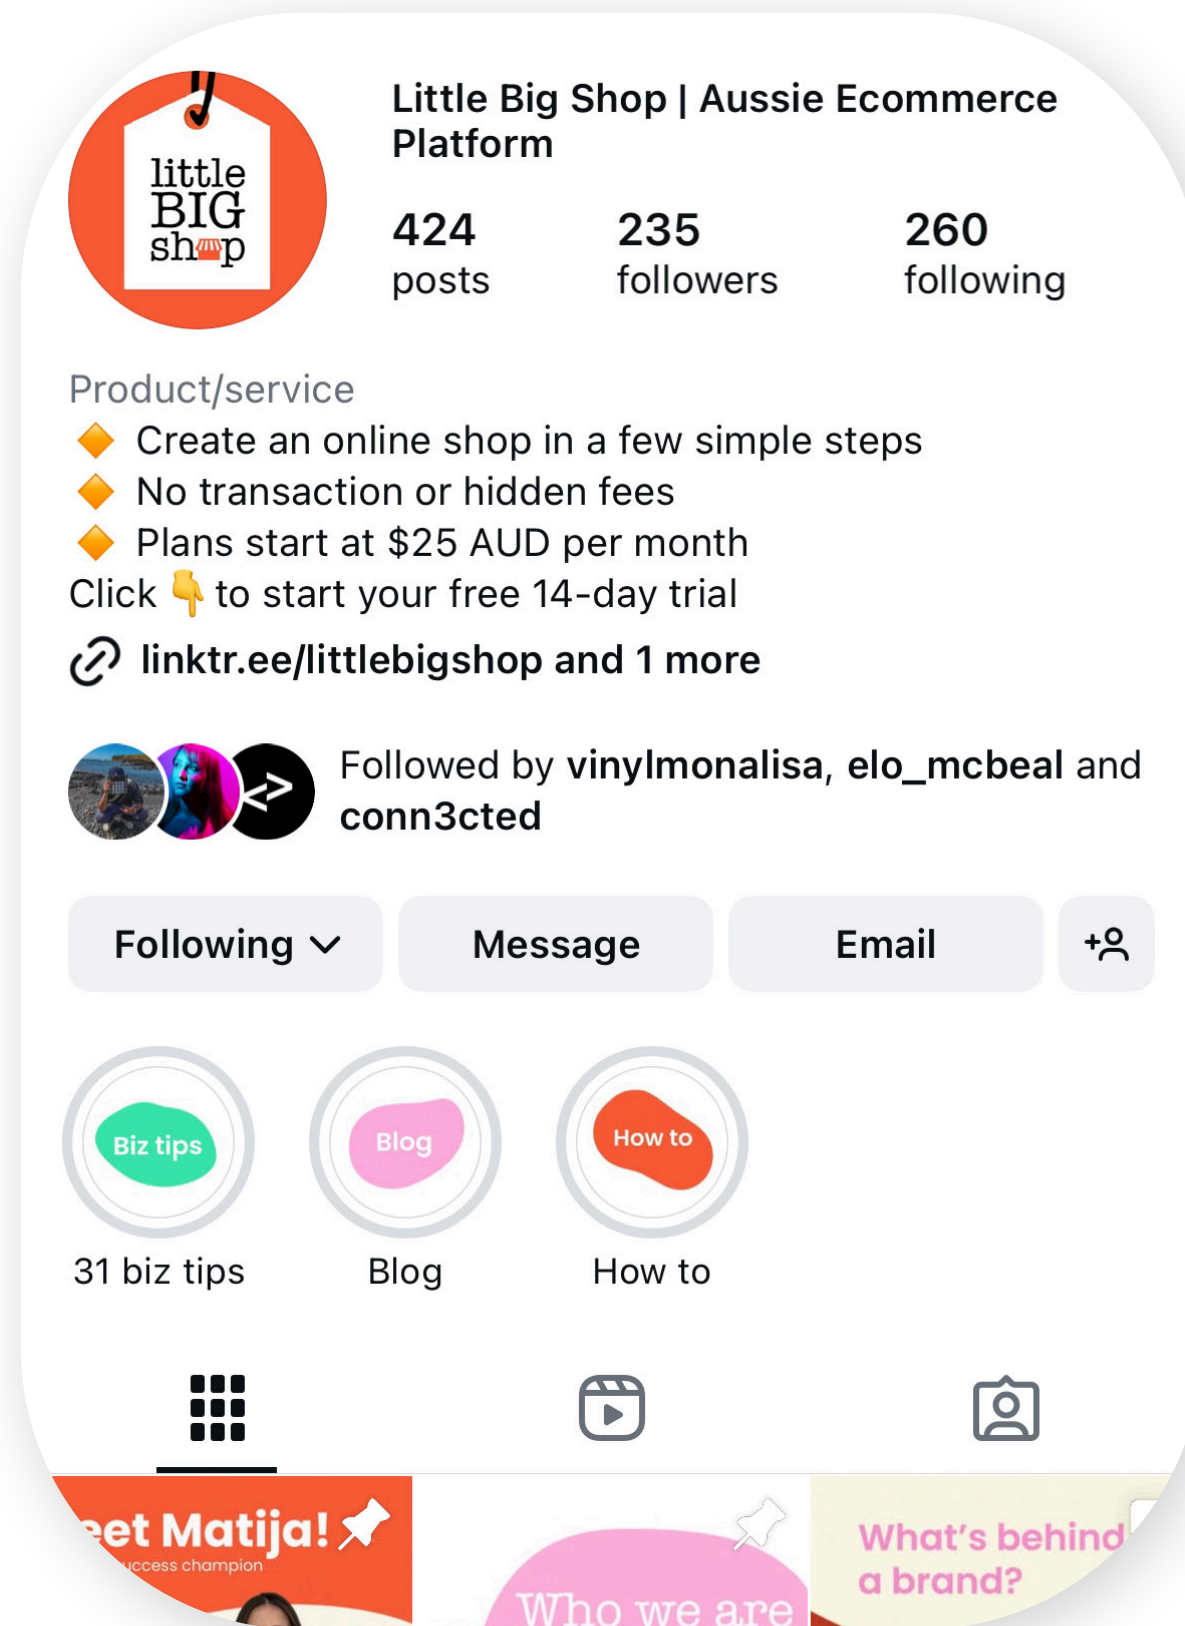 little
BIG
shop
Little Big Shop | Aussie Ecommerce
Platform
424
posts
235
followers
260
following
Product/service
🔶 Create an online shop in a few simple steps
🔶 No transaction or hidden fees
🔶 Plans start at $25 AUD per month
Click 👇 to start your free 14-day trial
linktr.ee/littlebigshop and 1 more
Followed by vinylmonalisa, elo_mcbeal and
conn3cted
Following
Message
Email
Biz tips
Blog
How to
31 biz tips
Blog
How to
eet Matija!
uccess champion
Who we are
What's behind
a brand?